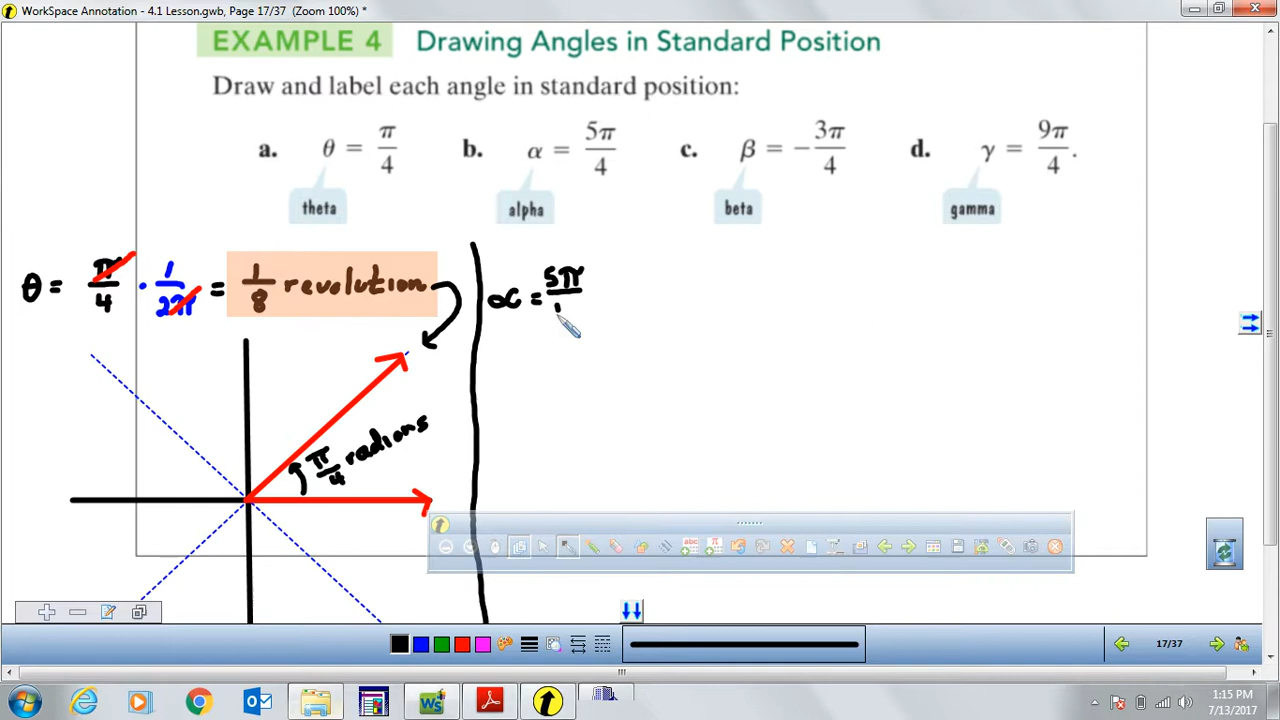 WorkSpace Annotation - 4.1 Lesson.gwb, Page 17/37 (Zoom 100%) *
EXAMPLE 4 Drawing Angles in Standard Position
Draw and label each angle in standard position:
a. θ = π/4 b. α = 5π/4 c. β = −3π/4 d. γ = 9π/4.
theta alpha beta gamma
θ = π/4 · 1/2π = 1/8 revolution
α = 5π/
π/4 radians
abc
π
17/37
W S
1:15 PM
7/13/2017